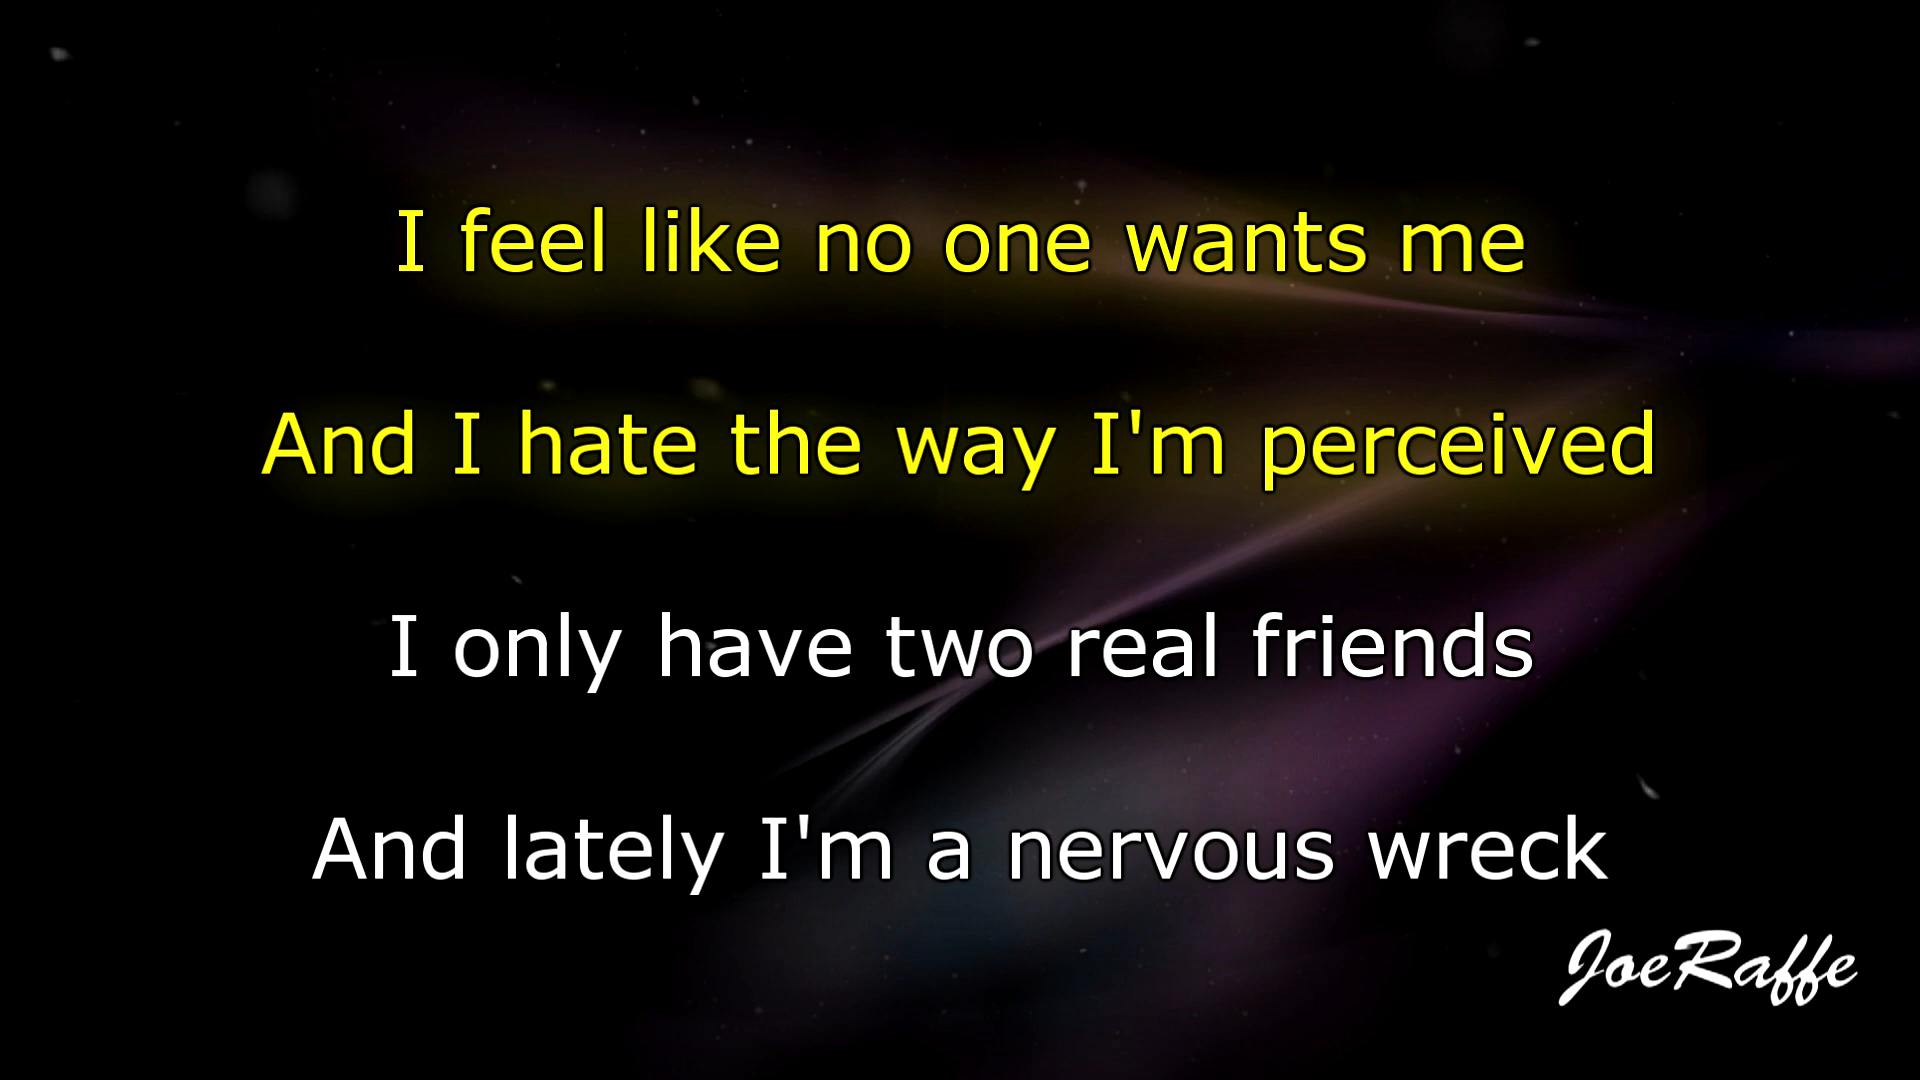 I feel like no one wants me
And I hate the way I'm perceived
I only have two real friends
And lately I'm a nervous wreck
JoeRaffe